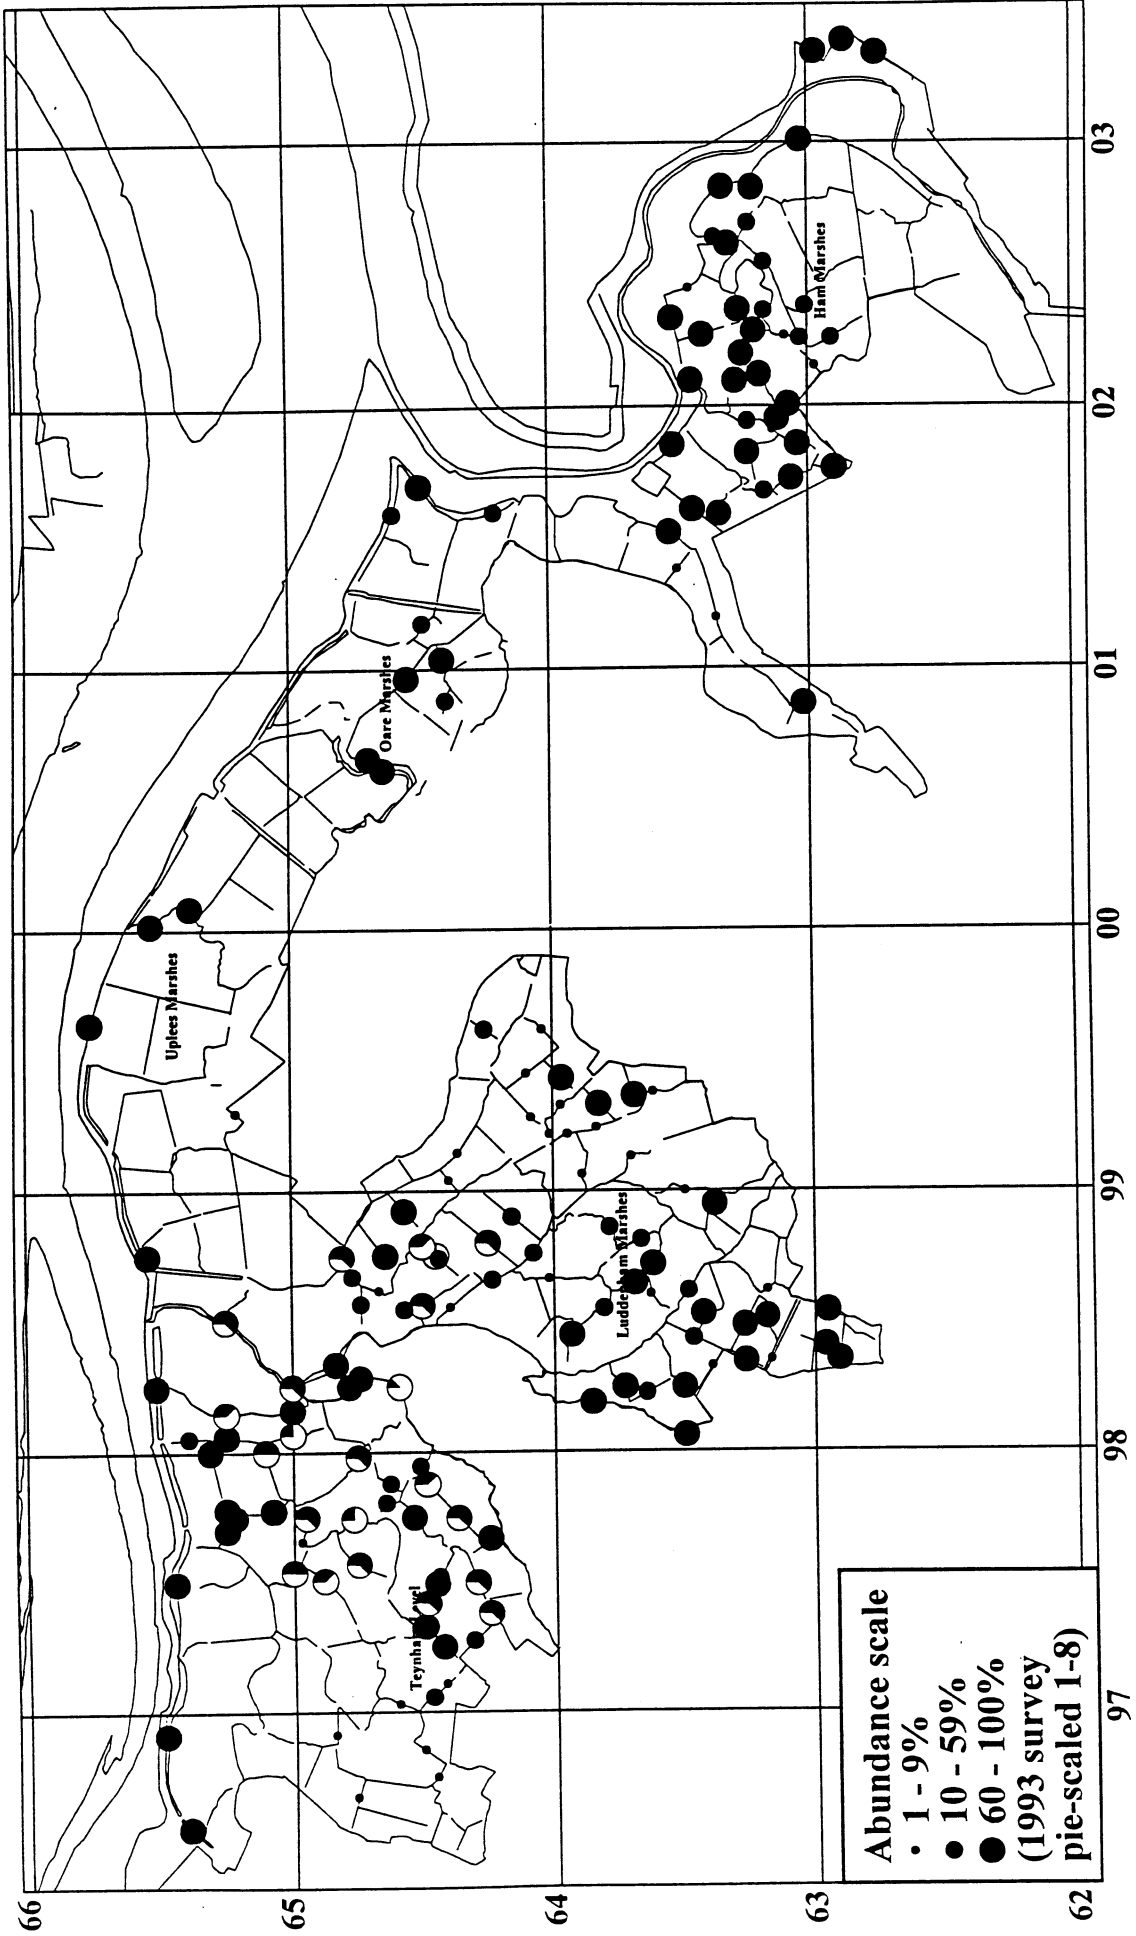 66
65
64
63
62
97
98
99
00
01
02
03
Teynham Level
Luddenham Marshes
Uplees Marshes
Oare Marshes
Ham Marshes
Abundance scale
1 - 9%
10 - 59%
60 - 100%
(1993 survey
pie-scaled 1-8)